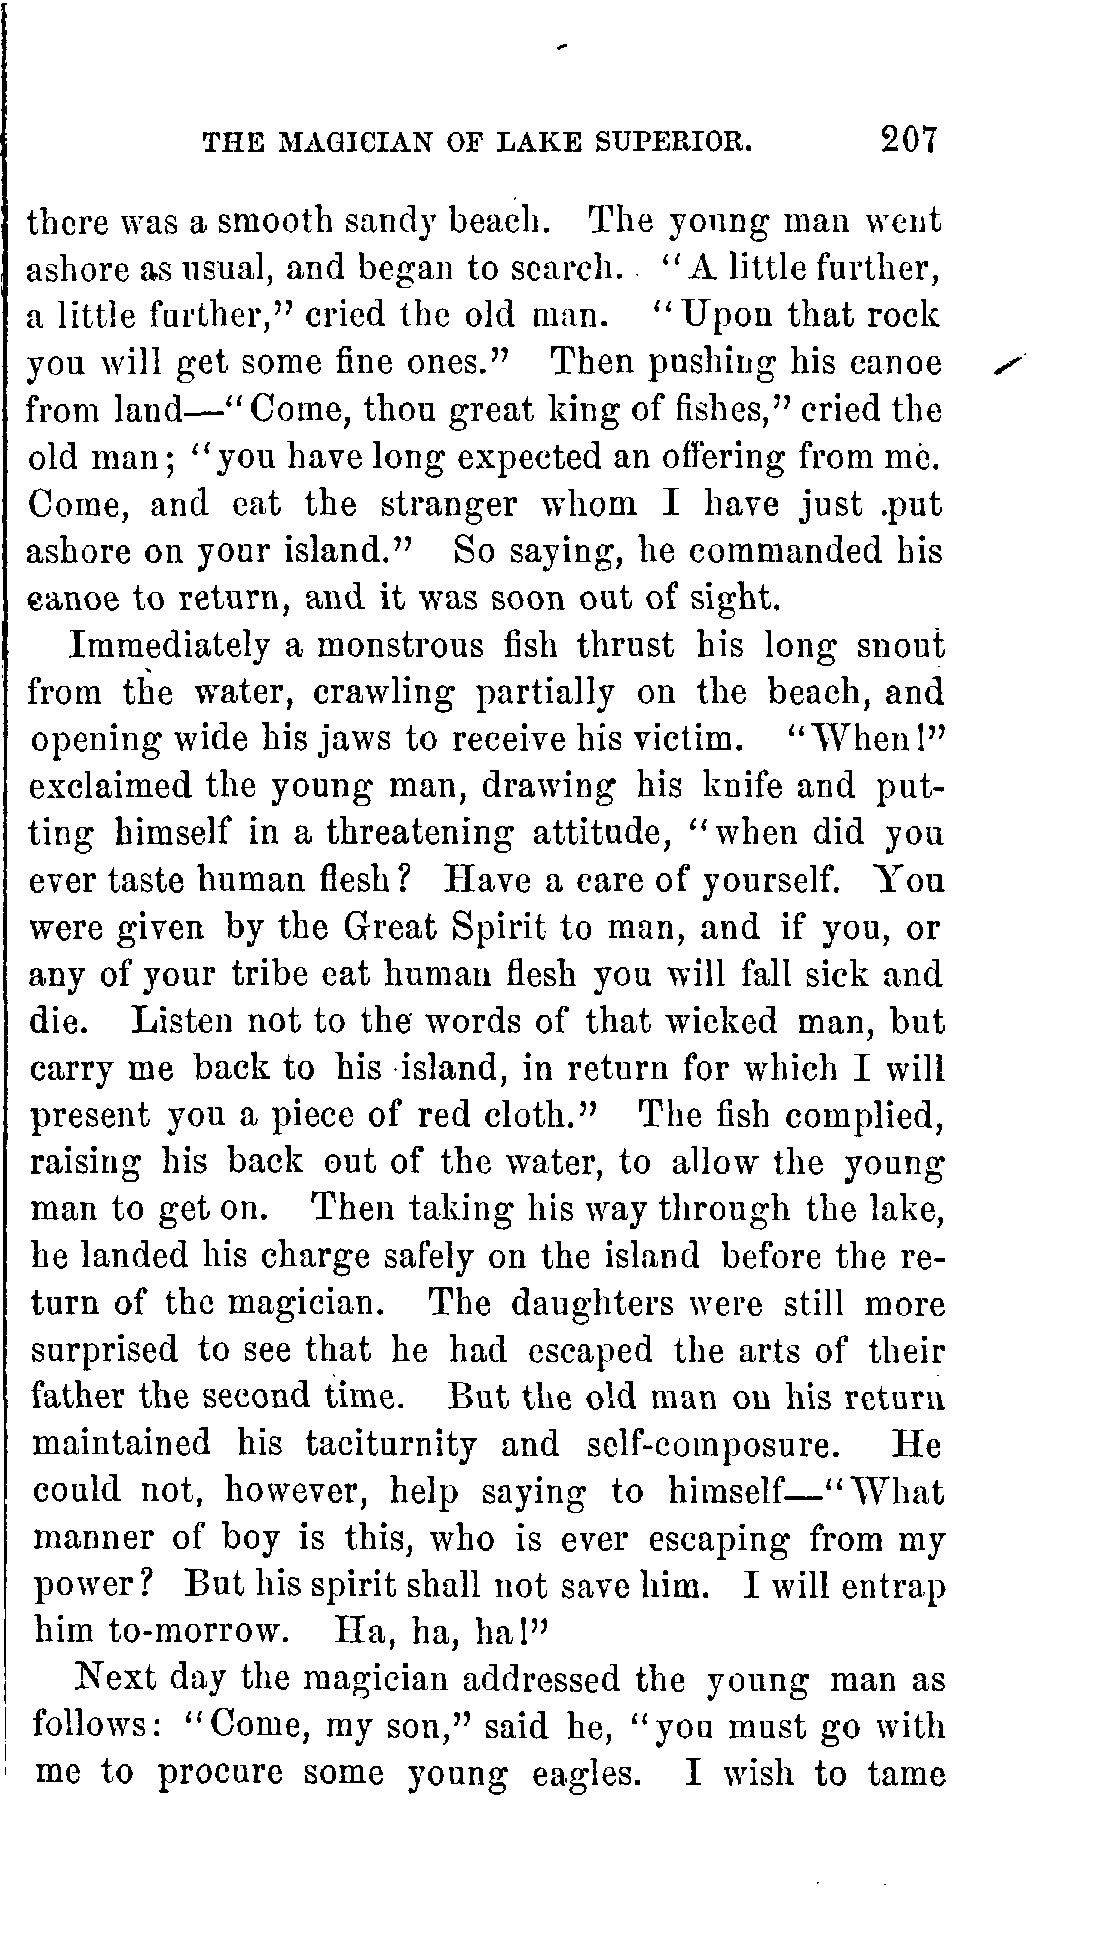 THE MAGICIAN OF LAKE SUPERIOR. 207
there was a smooth sandy beach. The young man went
ashore as usual, and began to search. "A little further,
a little further," cried the old man. "Upon that rock
you will get some fine ones." Then pushing his canoe
from land—"Come, thou great king of fishes," cried the
old man; "you have long expected an offering from me.
Come, and eat the stranger whom I have just put
ashore on your island." So saying, he commanded his
canoe to return, and it was soon out of sight.
Immediately a monstrous fish thrust his long snout
from the water, crawling partially on the beach, and
opening wide his jaws to receive his victim. "When!"
exclaimed the young man, drawing his knife and put-
ting himself in a threatening attitude, "when did you
ever taste human flesh? Have a care of yourself. You
were given by the Great Spirit to man, and if you, or
any of your tribe eat human flesh you will fall sick and
die. Listen not to the words of that wicked man, but
carry me back to his island, in return for which I will
present you a piece of red cloth." The fish complied,
raising his back out of the water, to allow the young
man to get on. Then taking his way through the lake,
he landed his charge safely on the island before the re-
turn of the magician. The daughters were still more
surprised to see that he had escaped the arts of their
father the second time. But the old man on his return
maintained his taciturnity and self-composure. He
could not, however, help saying to himself—"What
manner of boy is this, who is ever escaping from my
power? But his spirit shall not save him. I will entrap
him to-morrow. Ha, ha, ha!"
Next day the magician addressed the young man as
follows: "Come, my son," said he, "you must go with
me to procure some young eagles. I wish to tame